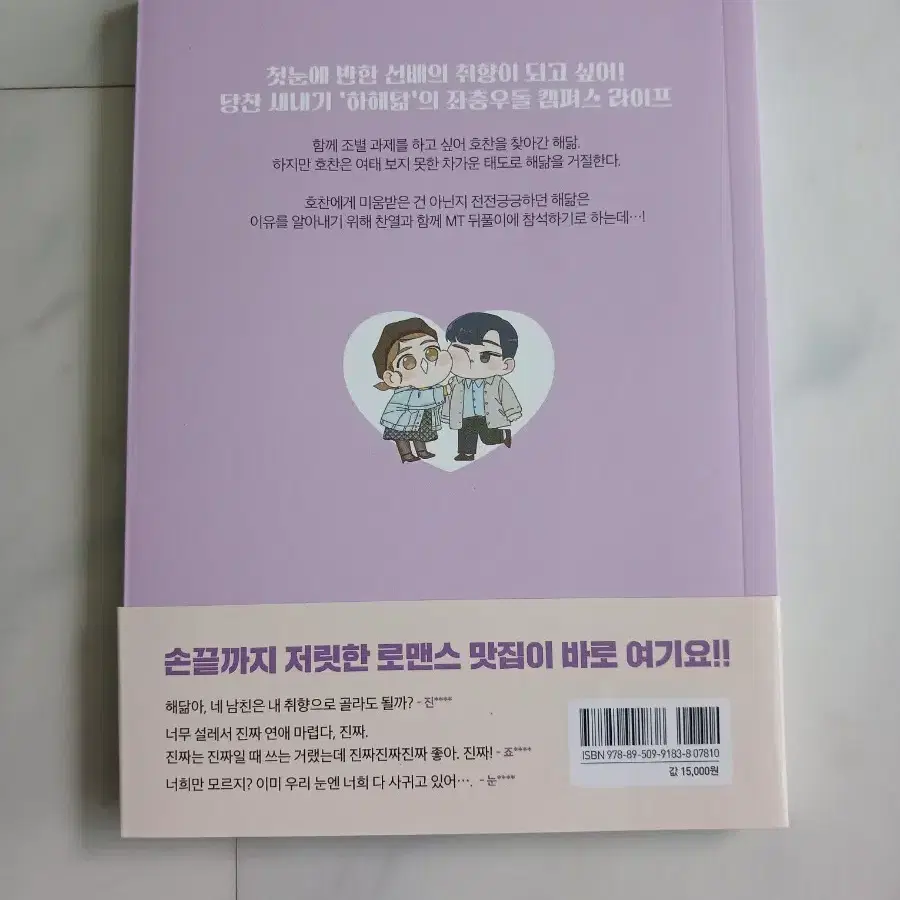 첫눈에 반한 선배의 취향이 되고 싶어!
당찬 새내기 '하해닮'의 좌충우돌 캠퍼스 라이프
함께 조별 과제를 하고 싶어 호찬을 찾아간 해닮.
하지만 호찬은 여태 보지 못한 차가운 태도로 해닮을 거절한다.
호찬에게 미움받은 건 아닌지 전전긍긍하던 해닮은
이유를 알아내기 위해 찬열과 함께 MT 뒤풀이에 참석하기로 하는데…!
손끝까지 저릿한 로맨스 맛집이 바로 여기요!!
해닮아, 네 남친은 내 취향으로 골라도 될까? - 진****
너무 설레서 진짜 연애 마렵다, 진짜.
진짜는 진짜일 때 쓰는 거랬는데 진짜진짜진짜 좋아. 진짜! - 죠****
너희만 모르지? 이미 우리 눈엔 너희 다 사귀고 있어…. - 눈****
ISBN 978-89-509-9183-8 07810
값 15,000원